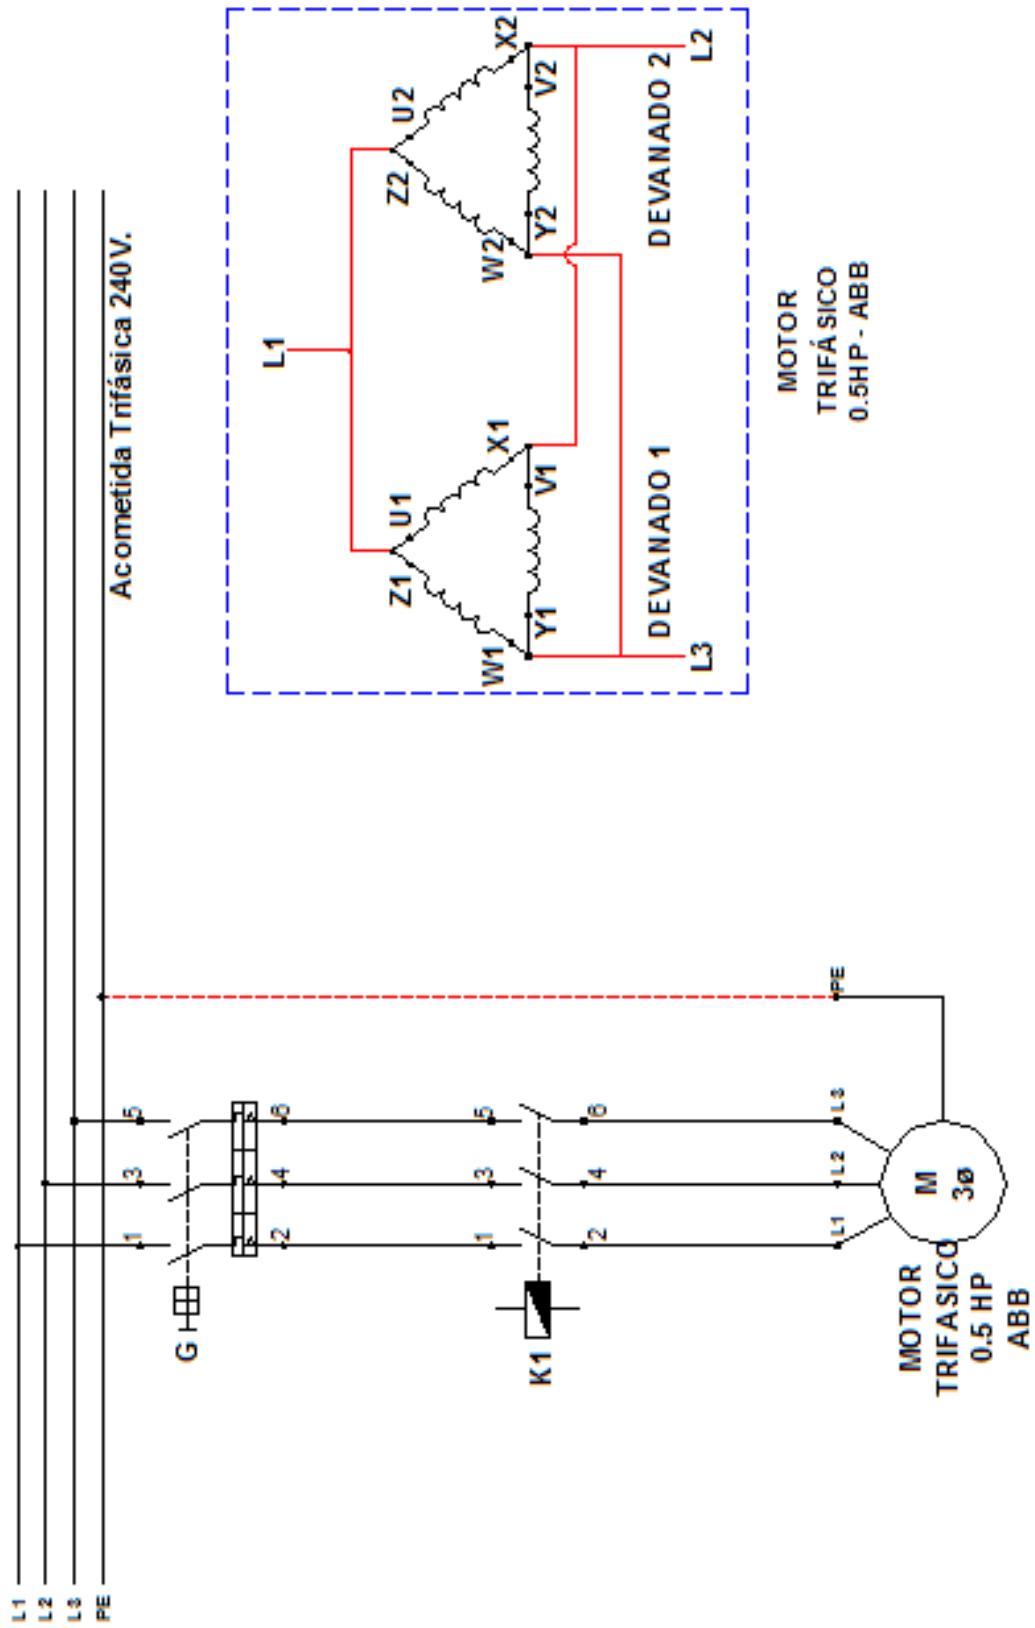 L1
L2
L3
PE
Acometida Trifásica 240V.
1
3
5
G
2
4
6
1
3
5
K1
2
4
6
L1
L2
L3
PE
M
3ø
MOTOR
TRIFASICO
0.5 HP
ABB
L1
Z1
U1
Z2
U2
W1
X1
W2
X2
Y1
V1
Y2
V2
DEVANADO 1
DEVANADO 2
L3
L2
MOTOR
TRIFÁSICO
0.5HP - ABB